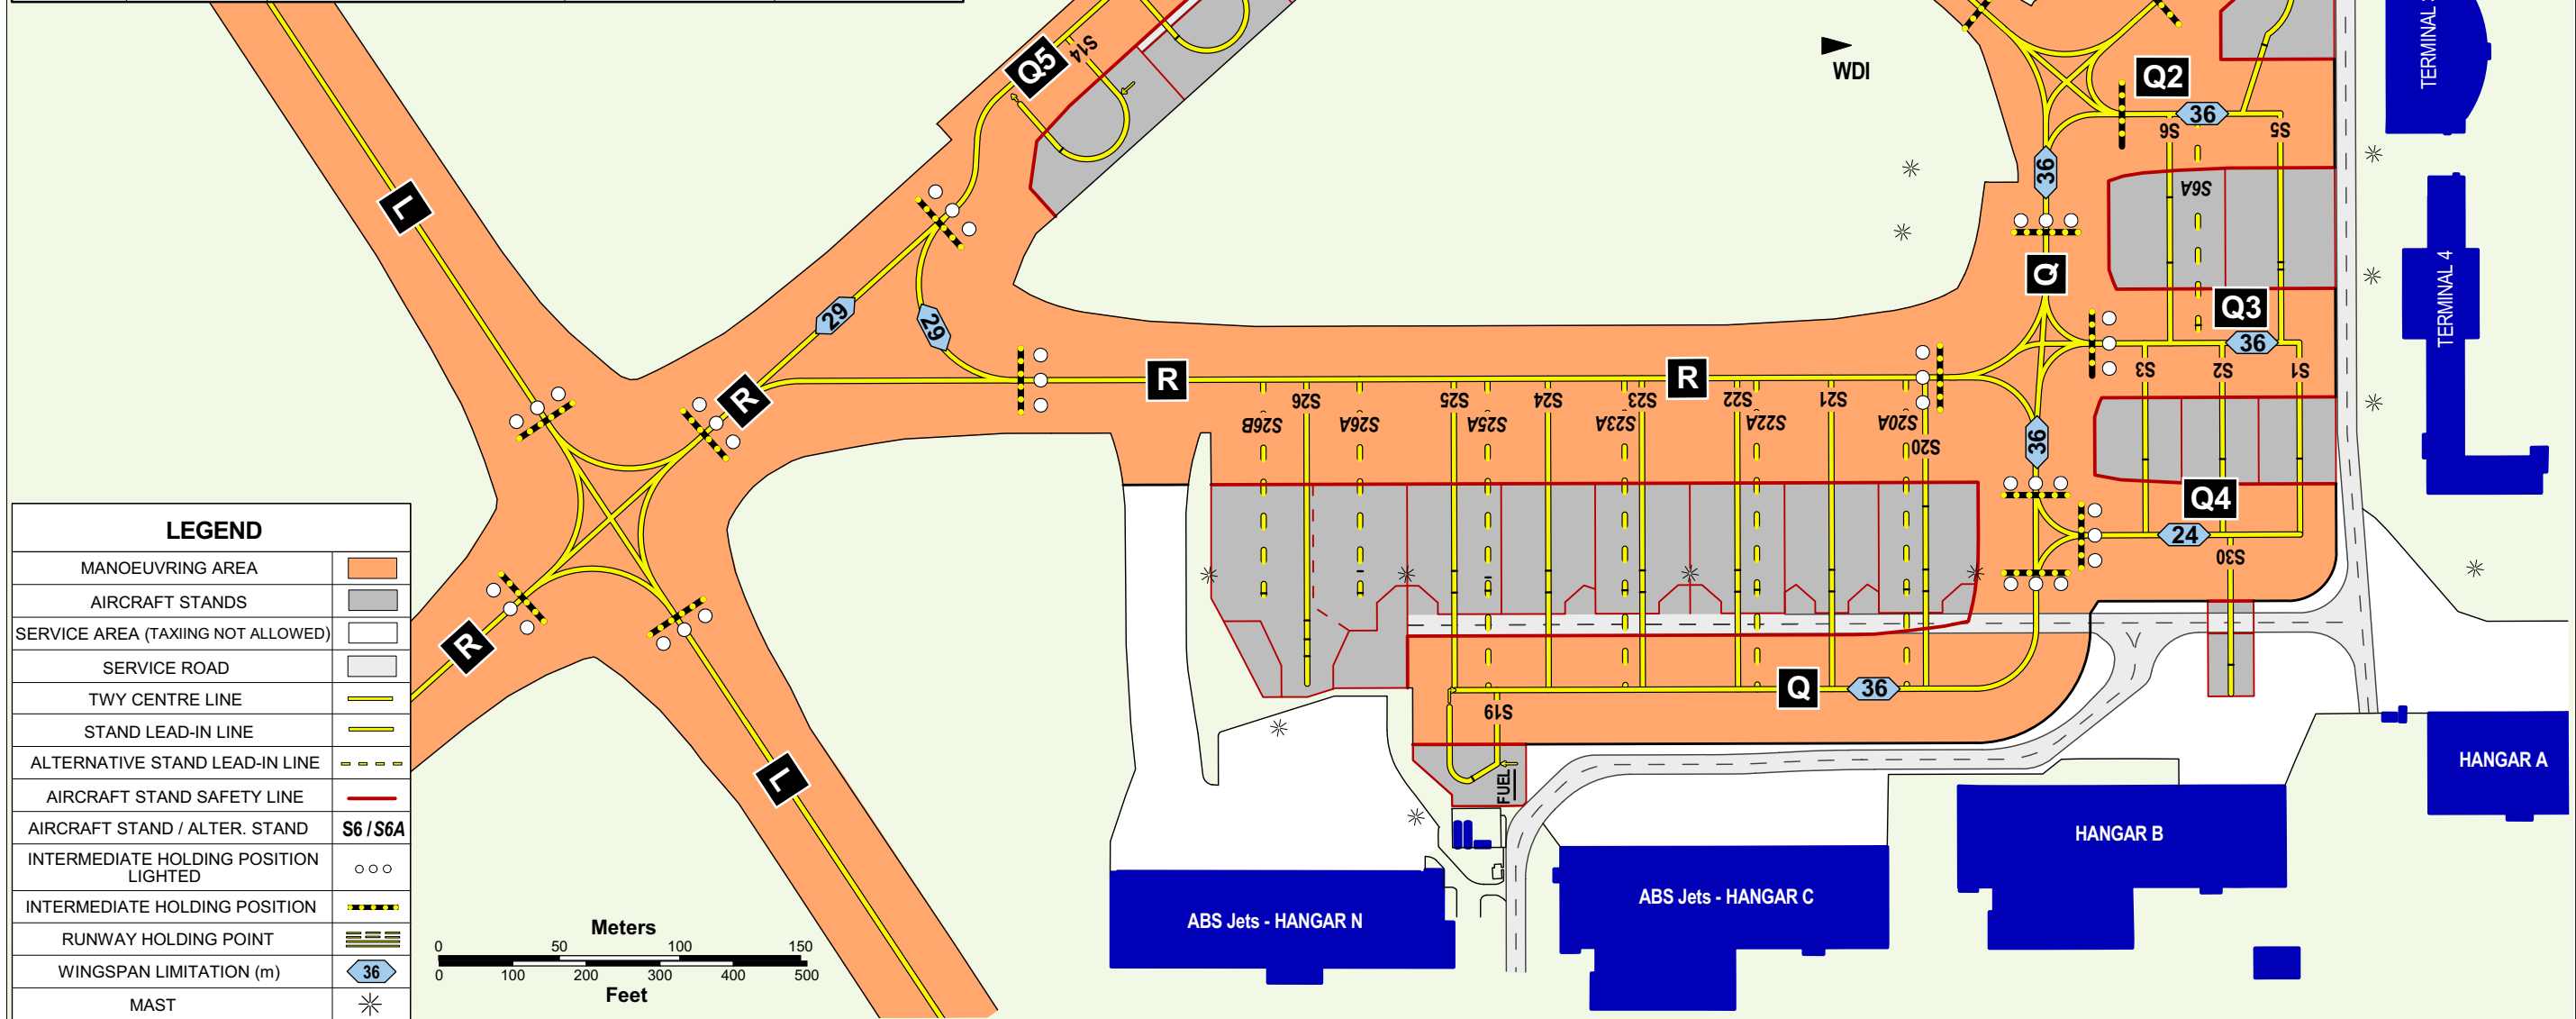 S14
Q5
WDI
Q2
36
S6
S5
TERMINAL
L
36
S6A
Q
Q3
36
TERMINAL 4
29
29
R
R
R
S26B
S26
S26A
S25
S25A
S24
S23A
S23
S22
S22A
S21
S20A
S20
36
S3
S2
S1
Q4
24
S30
R
L
Q
36
S19
FUEL
HANGAR A
HANGAR B
ABS Jets - HANGAR C
ABS Jets - HANGAR N
LEGEND
MANOEUVRING AREA
AIRCRAFT STANDS
SERVICE AREA (TAXIING NOT ALLOWED)
SERVICE ROAD
TWY CENTRE LINE
STAND LEAD-IN LINE
ALTERNATIVE STAND LEAD-IN LINE
AIRCRAFT STAND SAFETY LINE
AIRCRAFT STAND / ALTER. STAND S6 / S6A
INTERMEDIATE HOLDING POSITION
LIGHTED
INTERMEDIATE HOLDING POSITION
RUNWAY HOLDING POINT
WINGSPAN LIMITATION (m) 36
MAST
Meters
0 50 100 150
0 100 200 300 400 500
Feet